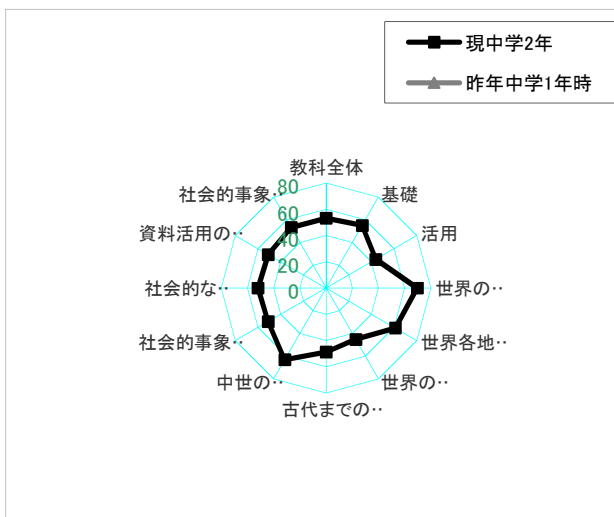 現中学2年
昨年中学1年時
教科全体
基礎
活用
世界の‥
世界各地‥
世界の‥
古代までの‥
中世の‥
社会的事象‥
社会的な‥
資料活用の‥
社会的事象‥
80
60
40
20
0